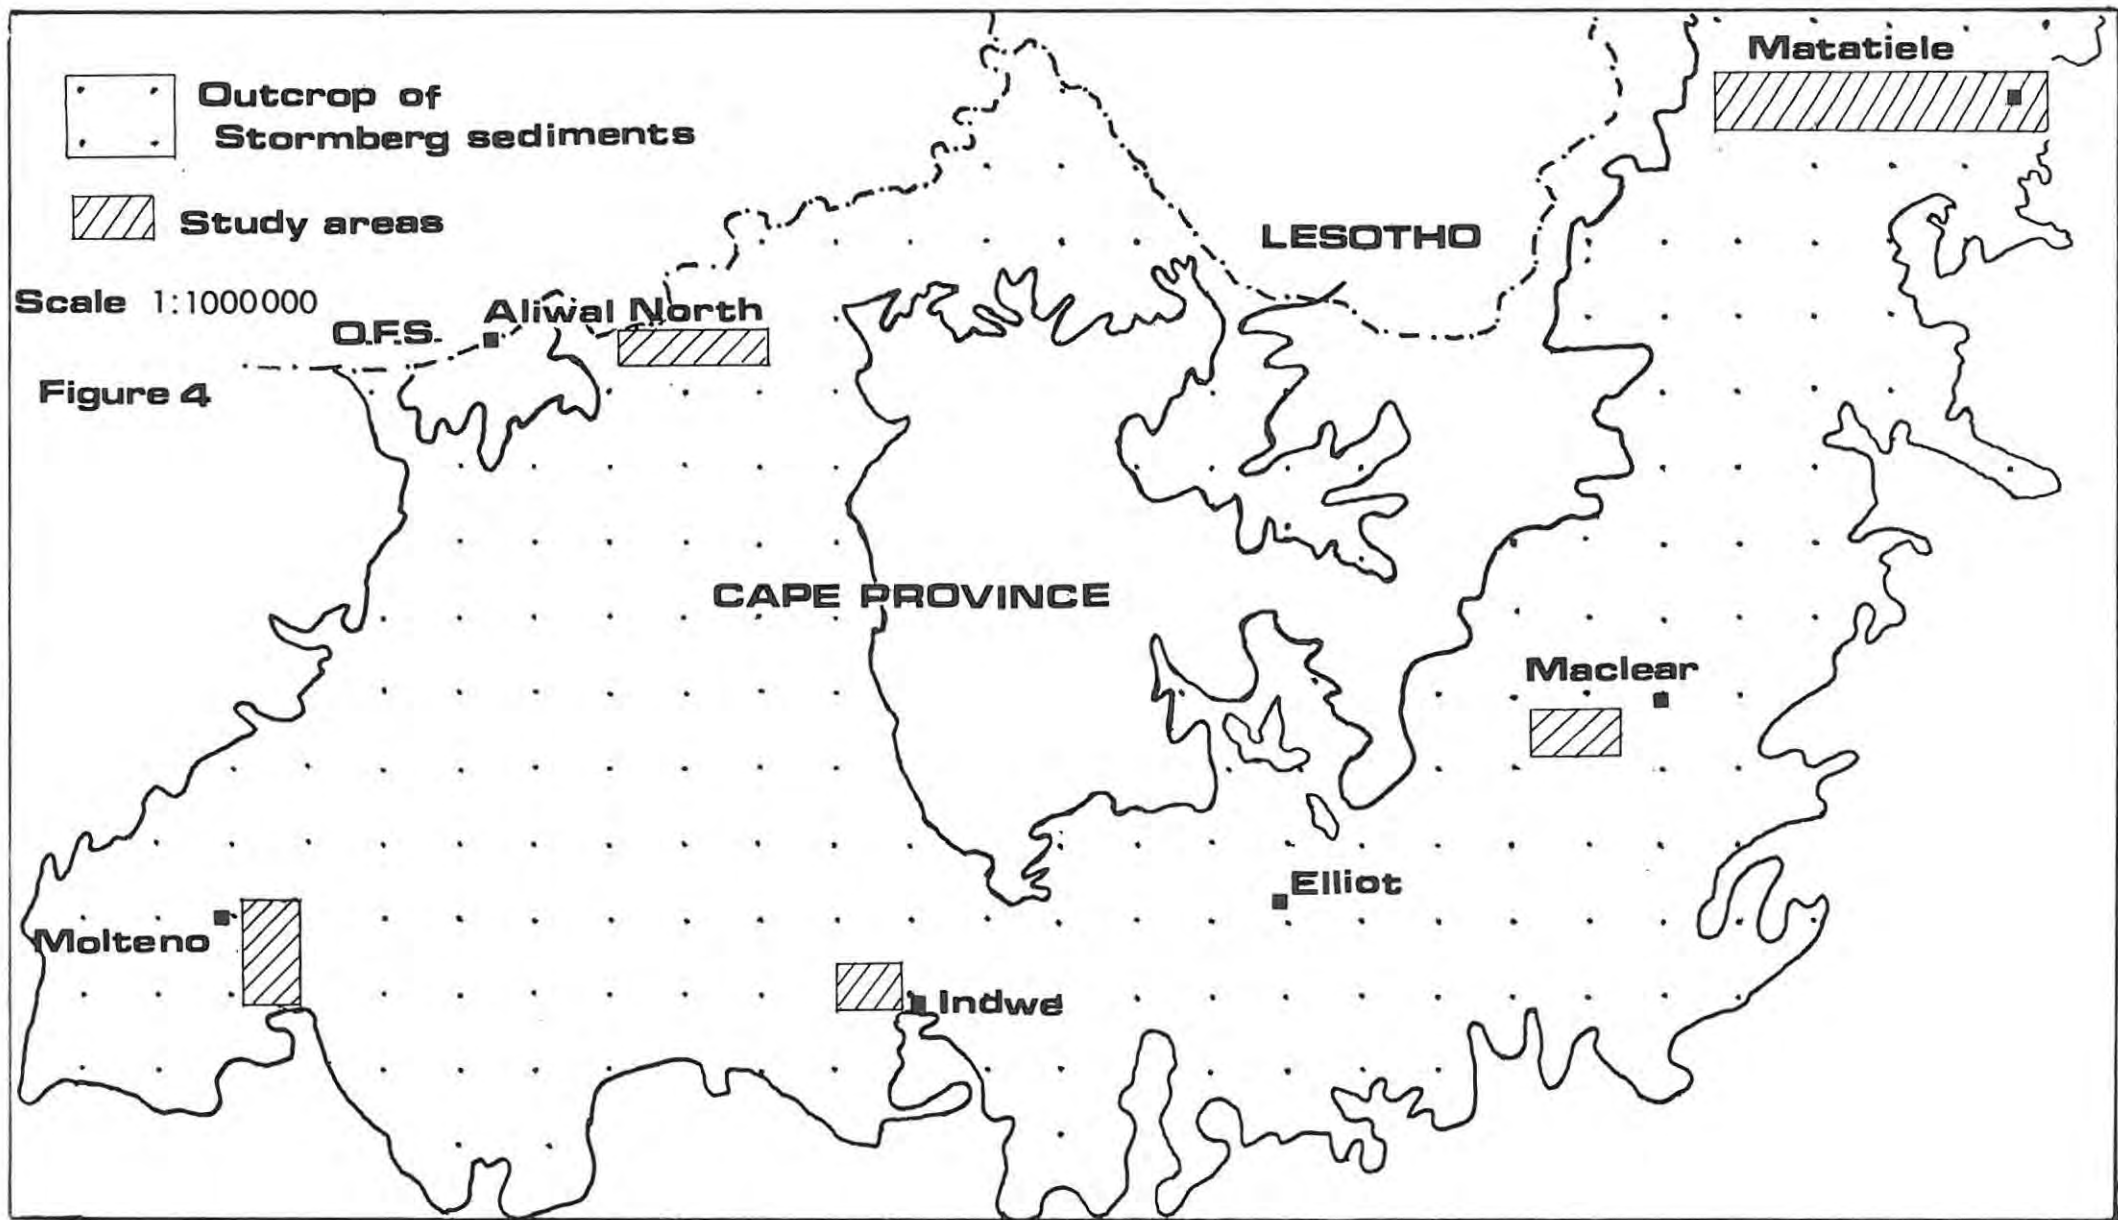 Outcrop of
Stormberg sediments
Study areas
Scale 1:1000000
Figure 4
O.F.S.
Aliwal North
Matatiele
LESOTHO
CAPE PROVINCE
Maclear
Elliot
Molteno
Indwe